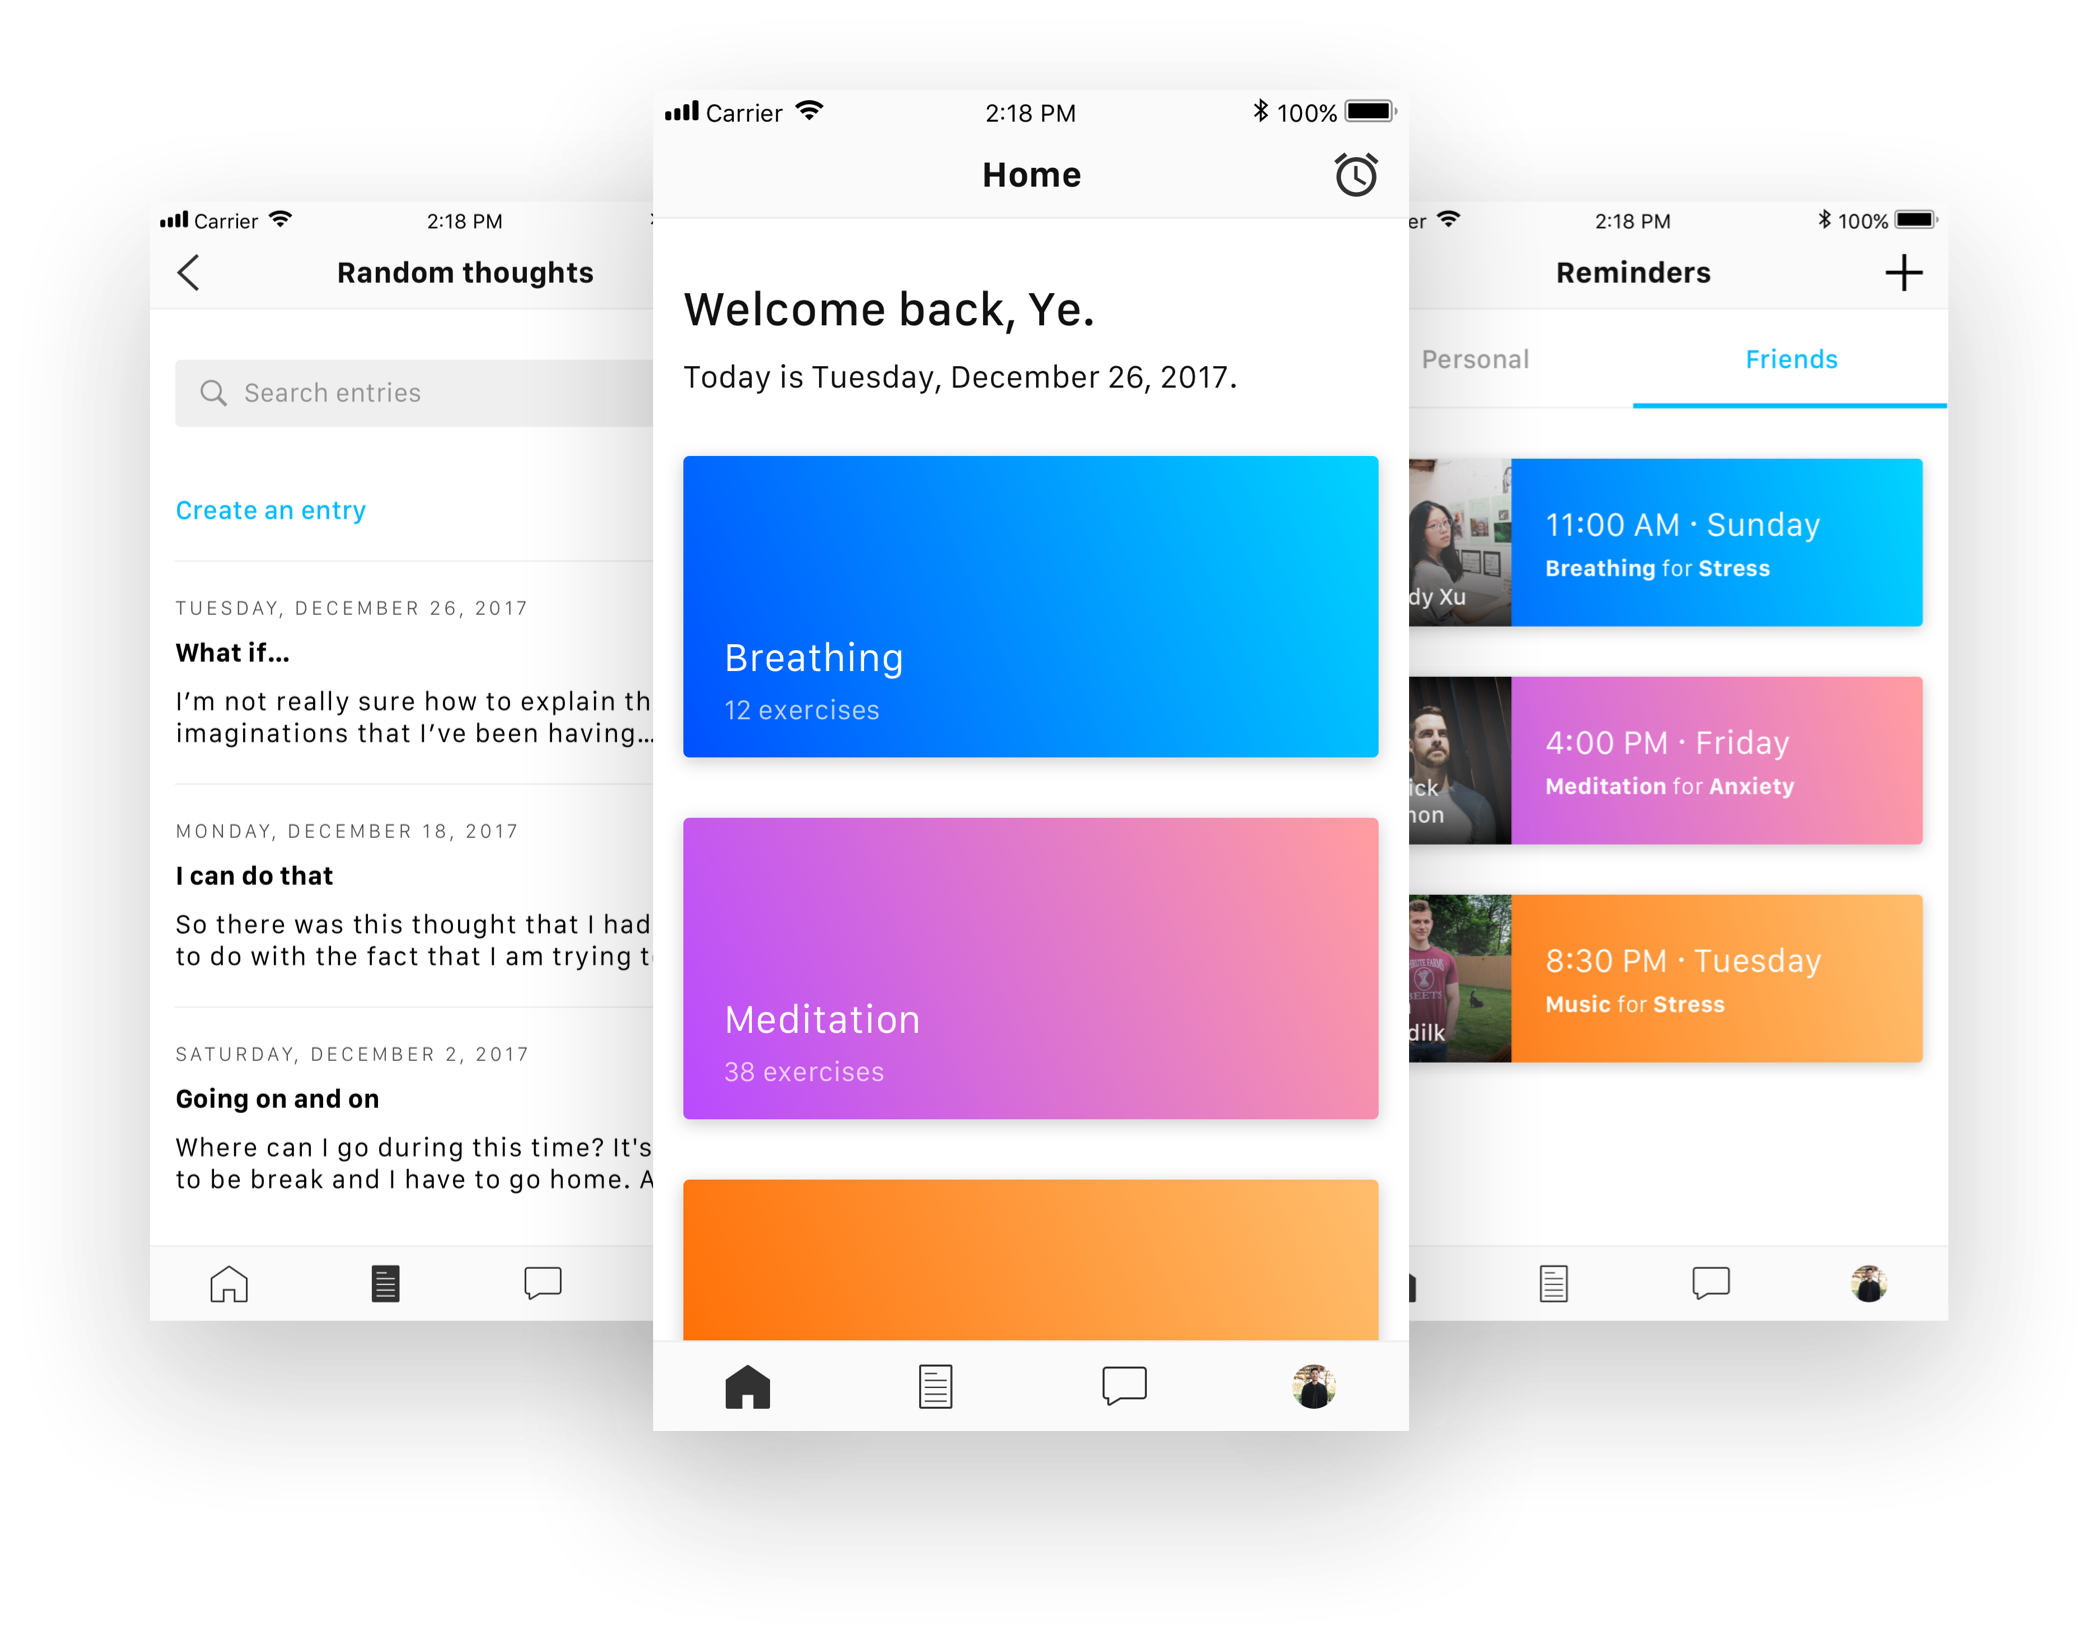 Carrier
2:18 PM
Random thoughts
Search entries
Create an entry
TUESDAY, DECEMBER 26, 2017
What if...
I’m not really sure how to explain
imaginations that I’ve been having...
MONDAY, DECEMBER 18, 2017
I can do that
So there was this thought that I had
to do with the fact that I am trying
SATURDAY, DECEMBER 2, 2017
Going on and on
Where can I go during this time? It's
to be break and I have to go home.
Carrier
2:18 PM
100%
Home
Welcome back, Ye.
Today is Tuesday, December 26, 2017.
Breathing
12 exercises
Meditation
38 exercises
2:18 PM
100%
Reminders
Personal
Friends
Xu
11:00 AM · Sunday
Breathing for Stress
4:00 PM · Friday
Meditation for Anxiety
BEETS
8:30 PM · Tuesday
Music for Stress